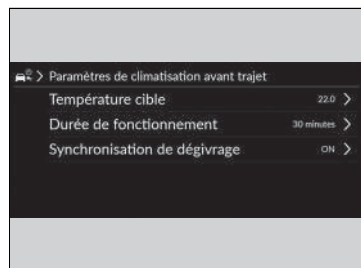 Paramètres de climatisation avant trajet
Température cible 22.0
Durée de fonctionnement 30 minutes
Synchronisation de dégivrage ON